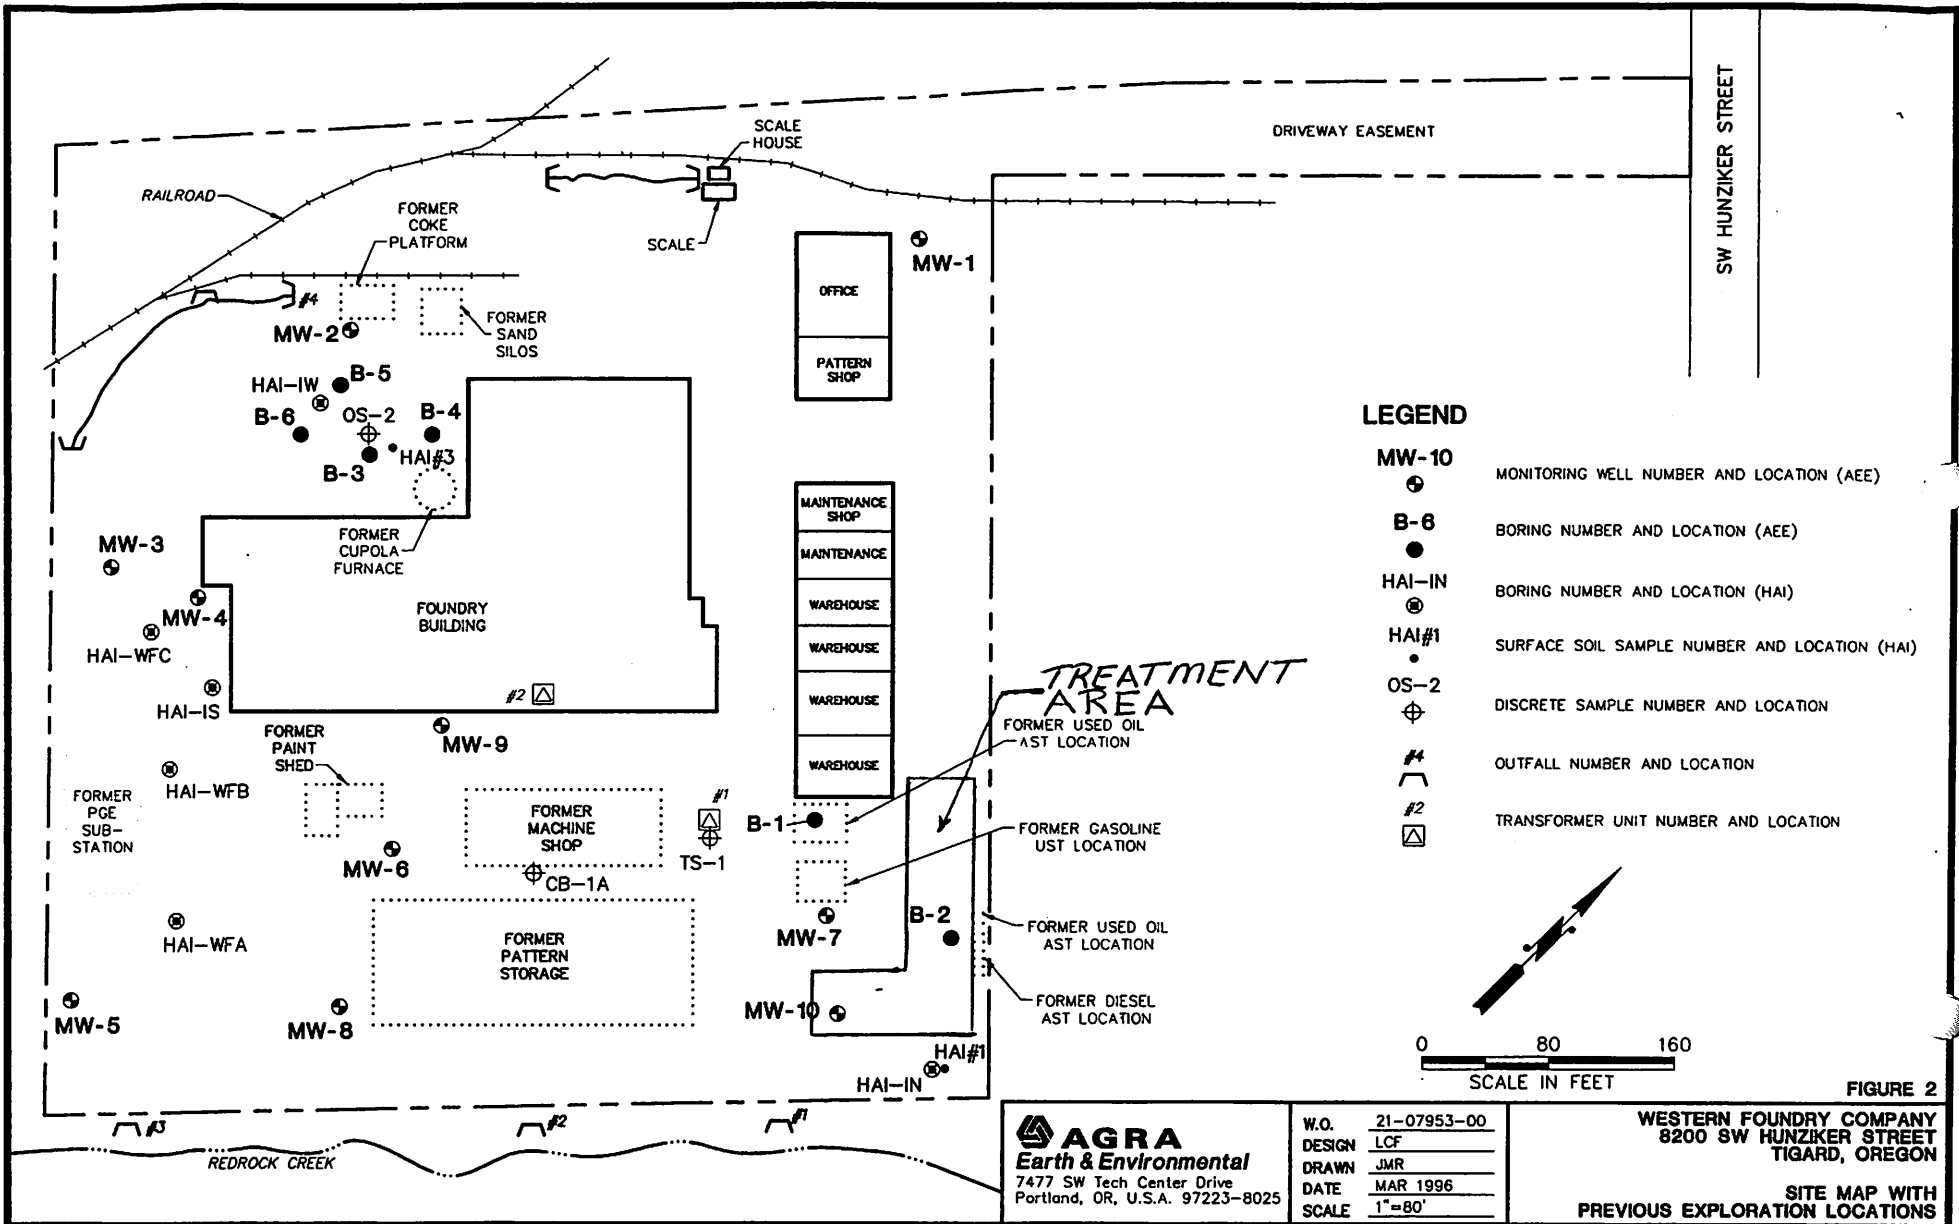 SCALE
HOUSE
DRIVEWAY EASEMENT
SW HUNZIKER STREET
RAILROAD
FORMER
COKE
PLATFORM
SCALE
MW-1
OFFICE
#4
MW-2
FORMER
SAND
SILOS
PATTERN
SHOP
B-5
HAI-IW
B-6
OS-2
B-4
B-3
HAI#3
FORMER
CUPOLA
FURNACE
MAINTENANCE
SHOP
MAINTENANCE
WAREHOUSE
WAREHOUSE
WAREHOUSE
WAREHOUSE
MW-3
MW-4
FOUNDRY
BUILDING
HAI-WFC
HAI-IS
#2
MW-9
TREATMENT
AREA
FORMER USED OIL
AST LOCATION
FORMER
PAINT
SHED
HAI-WFB
FORMER
PGE
SUB-
STATION
FORMER
MACHINE
SHOP
#1
TS-1
B-1
FORMER GASOLINE
UST LOCATION
MW-6
CB-1A
HAI-WFA
FORMER
PATTERN
STORAGE
MW-7
B-2
FORMER USED OIL
AST LOCATION
MW-5
MW-8
MW-10
FORMER DIESEL
AST LOCATION
HAI#1
HAI-IN
#3
#2
#1
REDROCK CREEK
LEGEND
MW-10
MONITORING WELL NUMBER AND LOCATION (AEE)
B-6
BORING NUMBER AND LOCATION (AEE)
HAI-IN
BORING NUMBER AND LOCATION (HAI)
HAI#1
SURFACE SOIL SAMPLE NUMBER AND LOCATION (HAI)
OS-2
DISCRETE SAMPLE NUMBER AND LOCATION
#4
OUTFALL NUMBER AND LOCATION
#2
TRANSFORMER UNIT NUMBER AND LOCATION
0 80 160
SCALE IN FEET
FIGURE 2
AGRA
Earth & Environmental
7477 SW Tech Center Drive
Portland, OR, U.S.A. 97223-8025
W.O. 21-07953-00
DESIGN LCF
DRAWN JMR
DATE MAR 1996
SCALE 1"=80'
WESTERN FOUNDRY COMPANY
8200 SW HUNZIKER STREET
TIGARD, OREGON
SITE MAP WITH
PREVIOUS EXPLORATION LOCATIONS